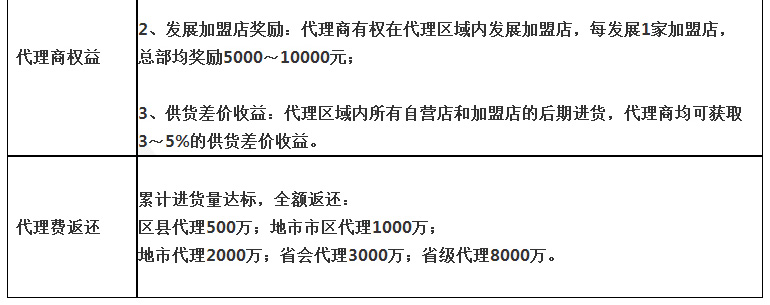 代理商权益
2、发展加盟店奖励：代理商有权在代理区域内发展加盟店，每发展1家加盟店，
总部均奖励5000～10000元；
3、供货差价收益：代理区域内所有自营店和加盟店的后期进货，代理商均可获取
3～5%的供货差价收益。
代理费返还
累计进货量达标，全额返还：
区县代理500万；地市市区代理1000万；
地市代理2000万；省会代理3000万；省级代理8000万。